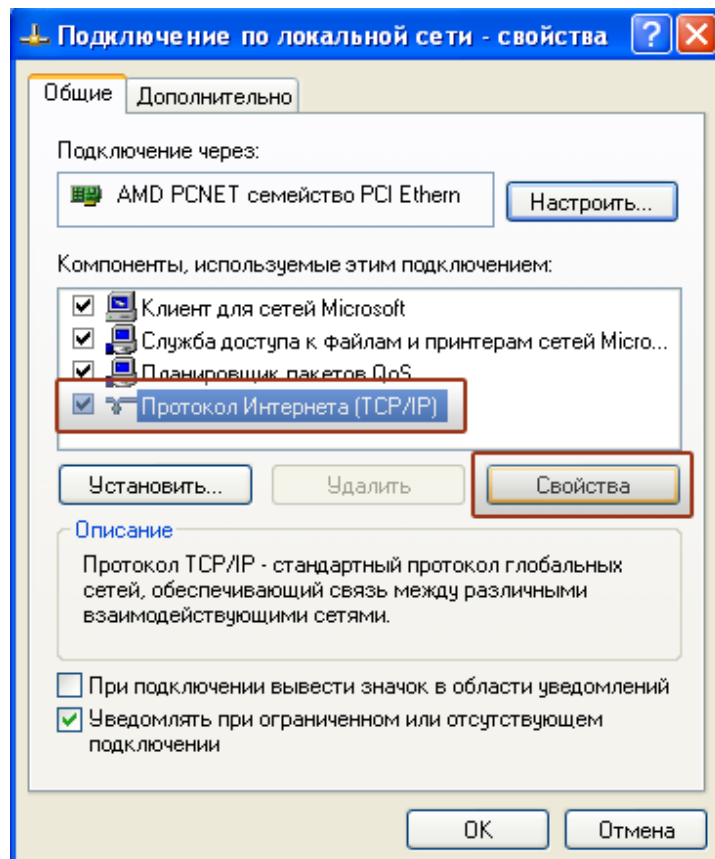 Подключение по локальной сети - свойства
Общие
Дополнительно
Подключение через:
AMD PCNET семейство PCI Ethern
Настроить...
Компоненты, используемые этим подключением:
Клиент для сетей Microsoft
Служба доступа к файлам и принтерам сетей Micro...
Планировщик пакетов QoS
Протокол Интернета (TCP/IP)
Установить...
Удалить
Свойства
Описание
Протокол TCP/IP - стандартный протокол глобальных
сетей, обеспечивающий связь между различными
взаимодействующими сетями.
При подключении вывести значок в области уведомлений
Уведомлять при ограниченном или отсутствующем
подключении
OK
Отмена